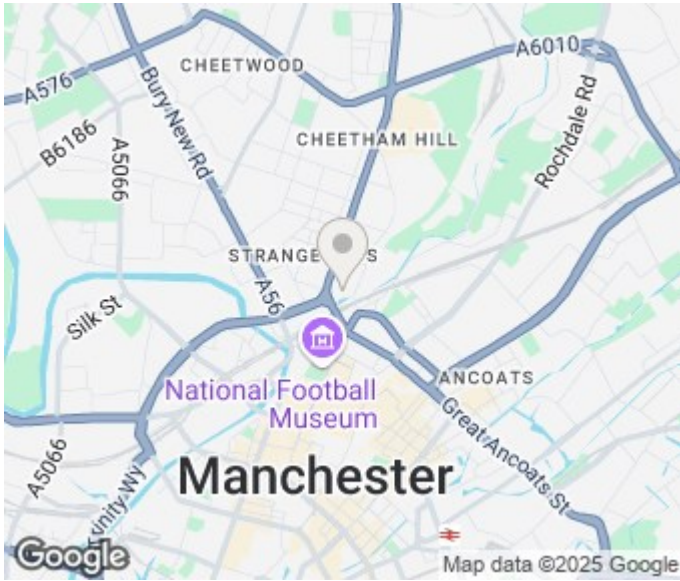 A6010
CHEETWOOD
A576
Bury New Rd
B6186
A5066
CHEETHAM HILL
Rochdale Rd
A56
Silk St
National Football
Museum
ANCOATS
Great Ancoats St
A5066
Trinity Wy
Manchester
Google
Map data ©2025 Google